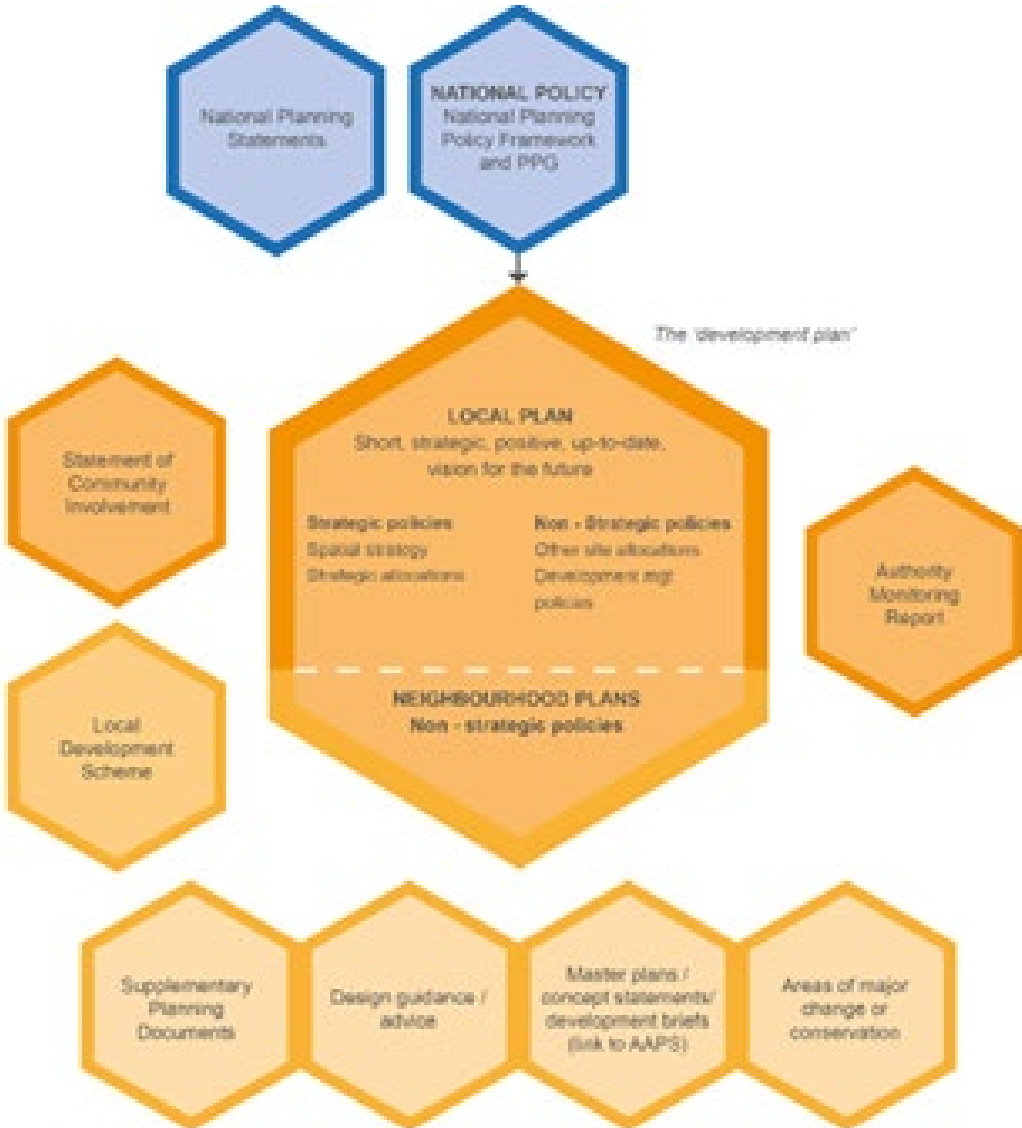 National Planning
Statements
NATIONAL POLICY
National Planning
Policy Framework
and PPG
The 'development plan'
LOCAL PLAN
Short, strategic, positive, up-to-date,
vision for the future
Strategic policies
Spatial strategy
Strategic allocations
Non - Strategic policies
Other site allocations
Development mgt
policies
NEIGHBOURHOOD PLANS
Non - strategic policies
Statement of
Community
Involvement
Authority
Monitoring
Report
Local
Development
Scheme
Supplementary
Planning
Documents
Design guidance /
advice
Master plans /
concept statements/
development briefs
(link to AAPS)
Areas of major
change or
conservation